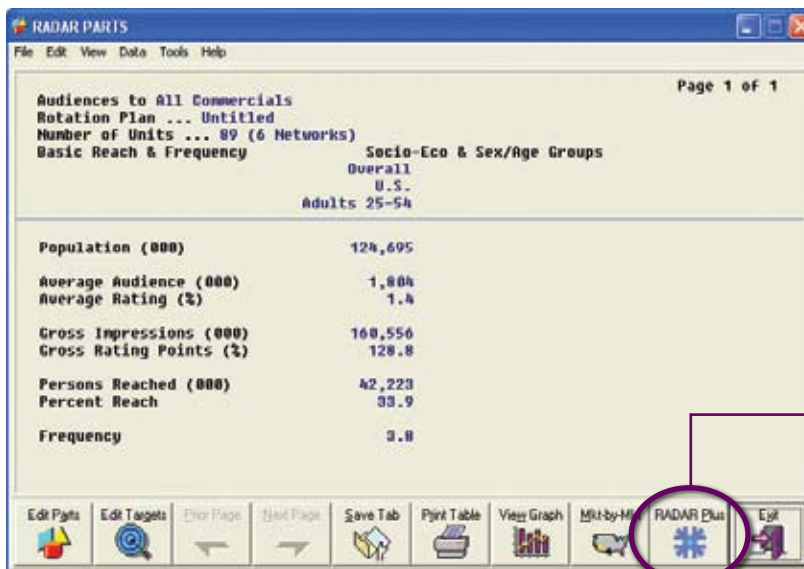 RADAR PARTS
File Edit View Data Tools Help
Page 1 of 1
Audiences to All Commercials
Rotation Plan ... Untitled
Number of Units ... 89 (6 Networks)
Basic Reach & Frequency Socio-Eco & Sex/Age Groups
Overall
U.S.
Adults 25-54
Population (000) 124,695
Average Audience (000) 1,804
Average Rating (%) 1.4
Gross Impressions (000) 160,556
Gross Rating Points (%) 128.8
Persons Reached (000) 42,223
Percent Reach 33.9
Frequency 3.8
Edit Parts Edit Targets Prior Page Next Page Save Tab Print Table View Graph Mkt-by-Mkt RADAR Plus Exit